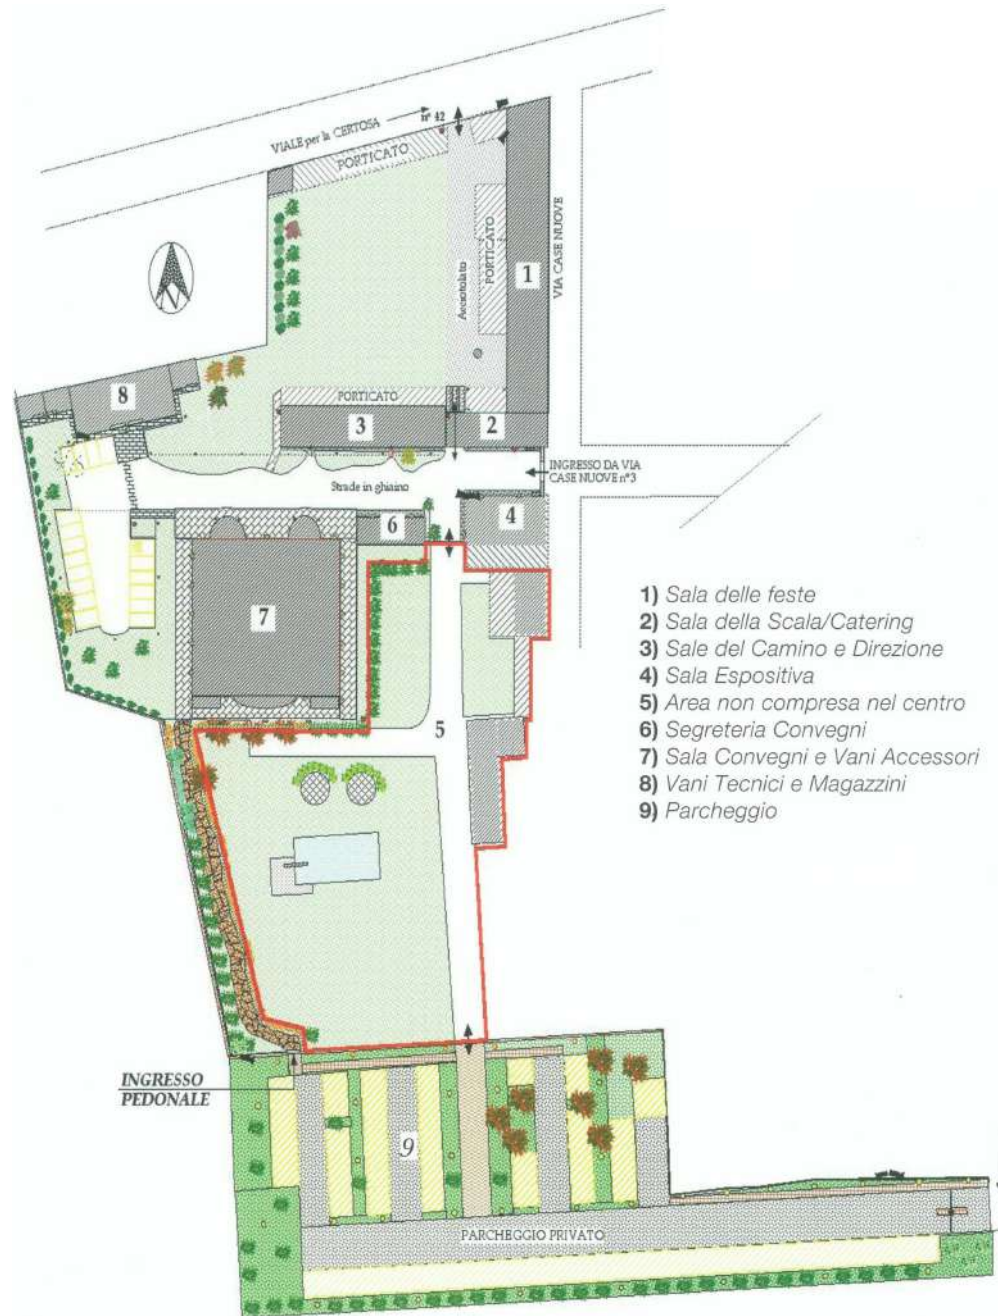 VIALE per la CERTOSA
n° 42
PORTICATO
PORTICATO
Acciotolato
1
VIA CASE NUOVE
N
8
PORTICATO
3
2
Strade in ghiaino
INGRESSO DA VIA
CASE NUOVE n°3
6
4
7
5
1) Sala delle feste
2) Sala della Scala/Catering
3) Sale del Camino e Direzione
4) Sala Espositiva
5) Area non compresa nel centro
6) Segreteria Convegni
7) Sala Convegni e Vani Accessori
8) Vani Tecnici e Magazzini
9) Parcheggio
INGRESSO
PEDONALE
9
PARCHEGGIO PRIVATO